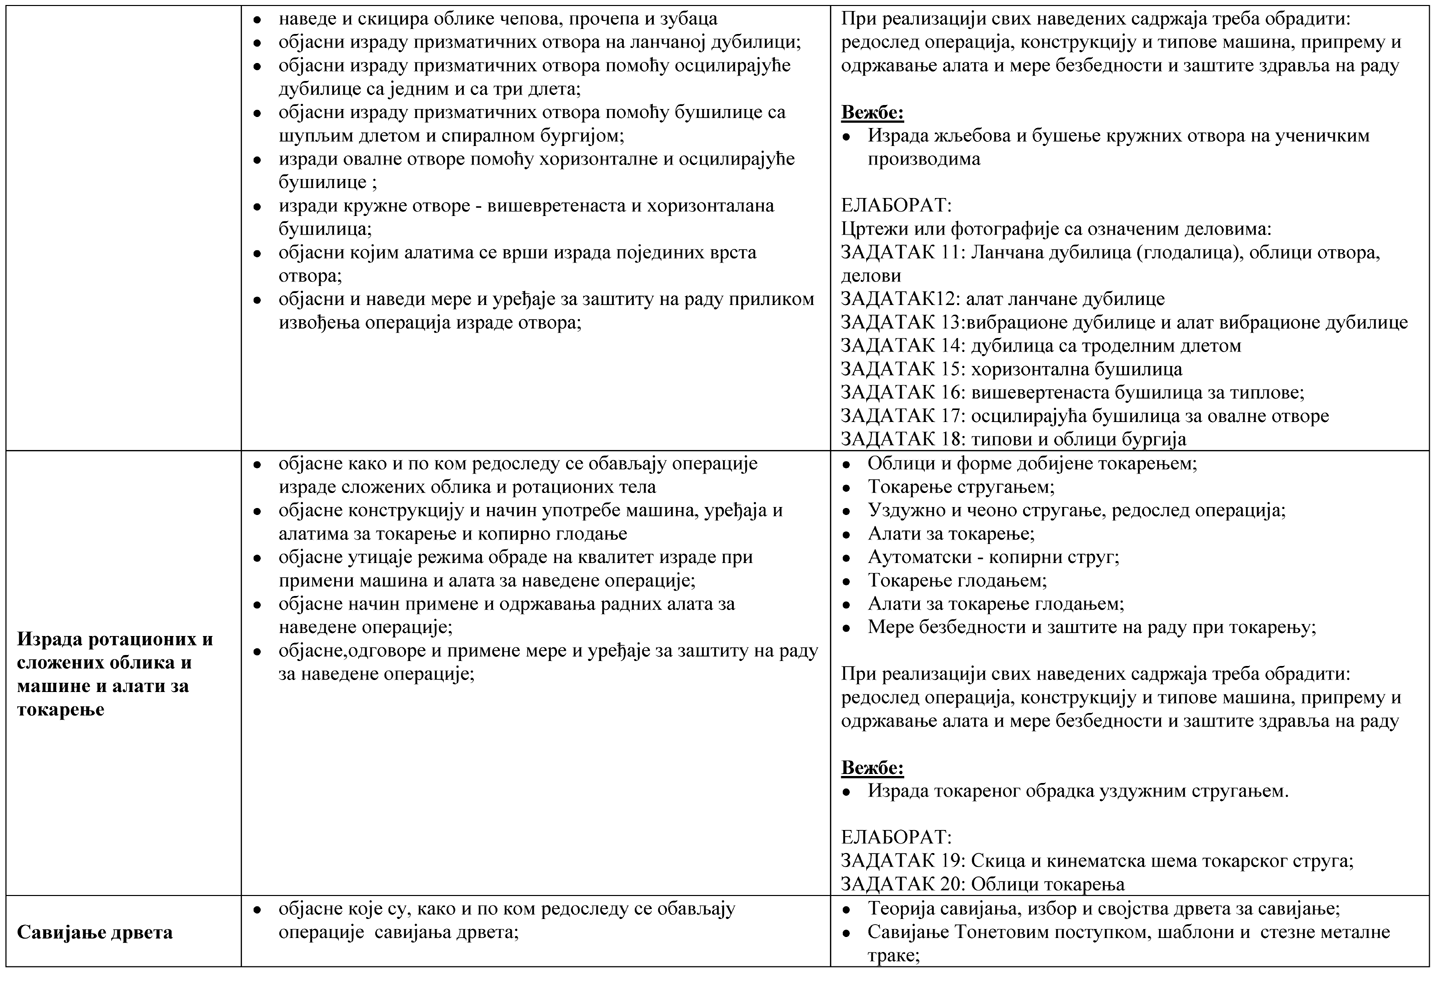 • наведе и скицира облике чепова, прочепа и зубаца
• објасни израду призматичних отвора на ланчаној дубилици;
• објасни израду призматичних отвора помоћу осцилирајуће
дубилице са једним и са три длета;
• објасни израду призматичних отвора помоћу бушилице са
шупљим длетом и спиралном бургијом;
• изради овалне отворе помоћу хоризонталне и осцилирајуће
бушилице ;
• изради кружне отворе - вишевретенаста и хоризонталана
бушилица;
• објасни којим алатима се врши израда појединих врста
отвора;
• објасни и наведи мере и уређаје за заштиту на раду приликом
извођења операција израде отвора;
При реализацији свих наведених садржаја треба обрадити:
редослед операција, конструкцију и типове машина, припрему и
одржавање алата и мере безбедности и заштите здравља на раду
Вежбе:
• Израда жљебова и бушење кружних отвора на ученичким
производима
ЕЛАБОРАТ:
Цртежи или фотографије са означеним деловима:
ЗАДАТАК 11: Ланчана дубилица (глодалица), облици отвора,
делови
ЗАДАТАК12: алат ланчане дубилице
ЗАДАТАК 13:вибрационе дубилице и алат вибрационе дубилице
ЗАДАТАК 14: дубилица са троделним длетом
ЗАДАТАК 15: хоризонтална бушилица
ЗАДАТАК 16: вишевертенаста бушилица за типлове;
ЗАДАТАК 17: осцилирајућа бушилица за овалне отворе
ЗАДАТАК 18: типови и облици бургија
Израда ротационих и
сложених облика и
машине и алати за
токарење
• објасне како и по ком редоследу се обављају операције
израде сложених облика и ротационих тела
• објасне конструкцију и начин употребе машина, уређаја и
алатима за токарење и копирно глодање
• објасне утицаје режима обраде на квалитет израде при
примени машина и алата за наведене операције;
• објасне начин примене и одржавања радних алата за
наведене операције;
• објасне,одговоре и примене мере и уређаје за заштиту на раду
за наведене операције;
• Облици и форме добијене токарењем;
• Токарење стругањем;
• Уздужно и чеоно стругање, редослед операција;
• Алати за токарење;
• Аутоматски - копирни струг;
• Токарење глодањем;
• Алати за токарење глодањем;
• Мере безбедности и заштите на раду при токарењу;
При реализацији свих наведених садржаја треба обрадити:
редослед операција, конструкцију и типове машина, припрему и
одржавање алата и мере безбедности и заштите здравља на раду
Вежбе:
• Израда токареног обрадка уздужним стругањем.
ЕЛАБОРАТ:
ЗАДАТАК 19: Скица и кинематска шема токарског струга;
ЗАДАТАК 20: Облици токарења
Савијање дрвета
• објасне које су, како и по ком редоследу се обављају
операције савијања дрвета;
• Теорија савијања, избор и својства дрвета за савијање;
• Савијање Тонетовим поступком, шаблони и стезне металне
траке;